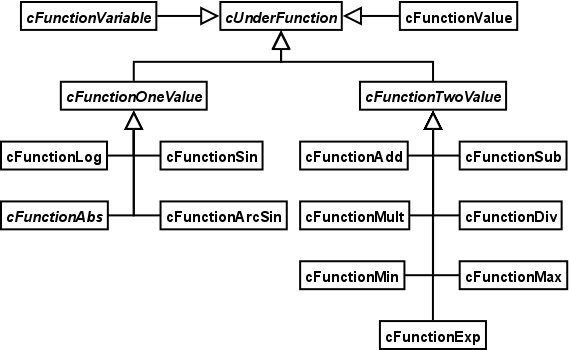 cFunctionVariable
cUnderFunction
cFunctionValue
cFunctionOneValue
cFunctionTwoValue
cFunctionLog
cFunctionSin
cFunctionAdd
cFunctionSub
cFunctionAbs
cFunctionArcSin
cFunctionMult
cFunctionDiv
cFunctionMin
cFunctionMax
cFunctionExp